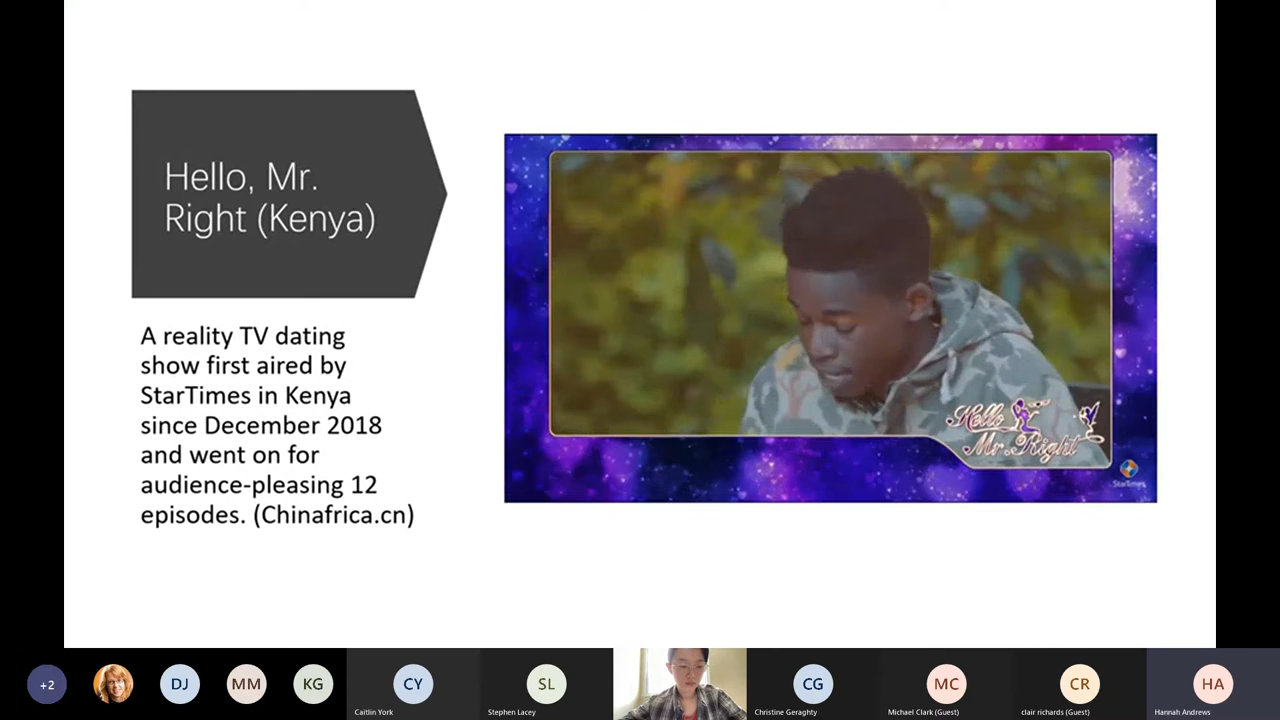 Hello, Mr.
Right (Kenya)
A reality TV dating
show first aired by
StarTimes in Kenya
since December 2018
and went on for
audience-pleasing 12
episodes. (Chinafrica.cn)
Hello
Mr. Right
StarTimes
+2
DJ
MM
KG
CY
Caitlin York
SL
Stephen Lacey
CG
Christine Geraghty
MC
Michael Clark (Guest)
CR
clair richards (Guest)
HA
Hannah Andrews